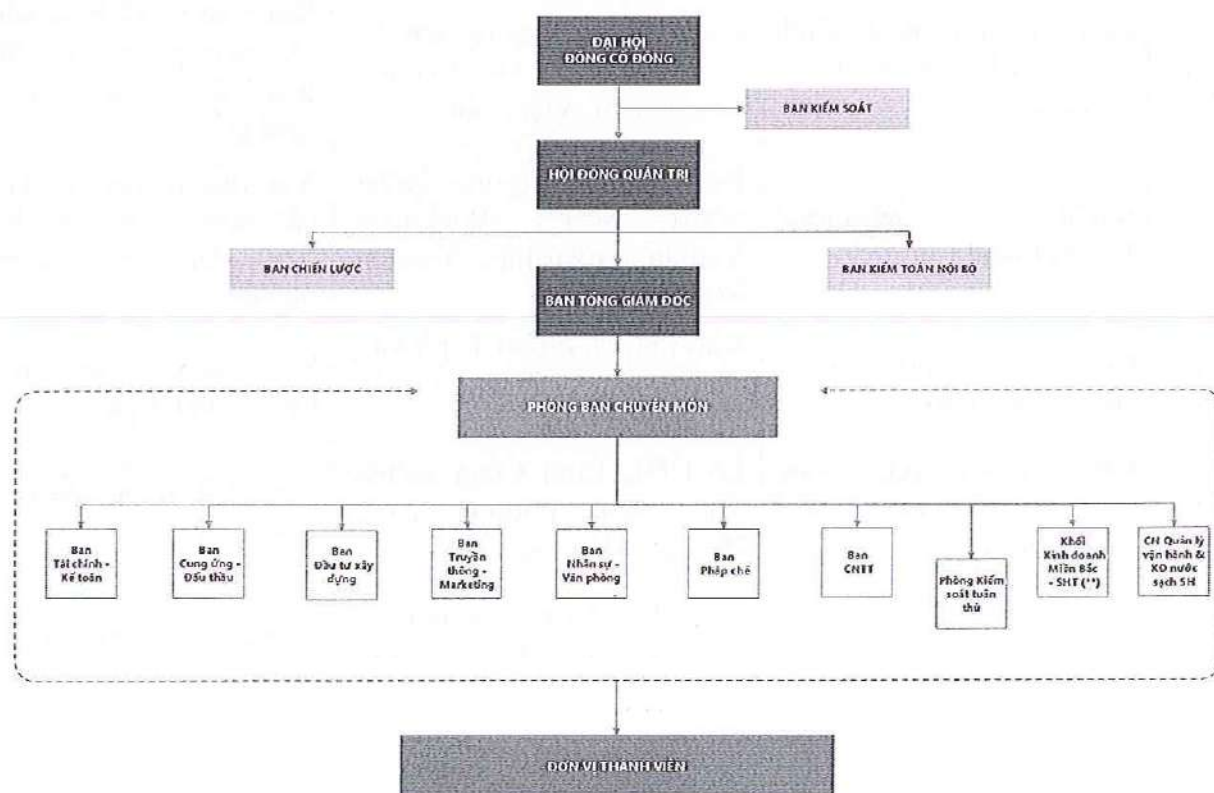 ĐẠI HỘI
ĐỒNG CỔ ĐÔNG
BAN KIỂM SOÁT
HỘI ĐỒNG QUẢN TRỊ
BAN CHIẾN LƯỢC
BAN KIỂM TOÁN NỘI BỘ
BAN TỔNG GIÁM ĐỐC
PHÒNG BAN CHUYÊN MÔN
Ban
Tài chính -
Kế toán
Ban
Cung ứng -
Đấu thầu
Ban
Đầu tư xây
dựng
Ban
Truyền
thông -
Marketing
Ban
Nhân sự -
Văn phòng
Ban
Pháp chế
Ban
CNTT
Phòng Kiểm
soát tuân
thủ
Khối
Kinh doanh
Miền Bắc
- SHT (**)
CN Quản lý
vận hành &
KD nước
sạch SH
ĐƠN VỊ THÀNH VIÊN